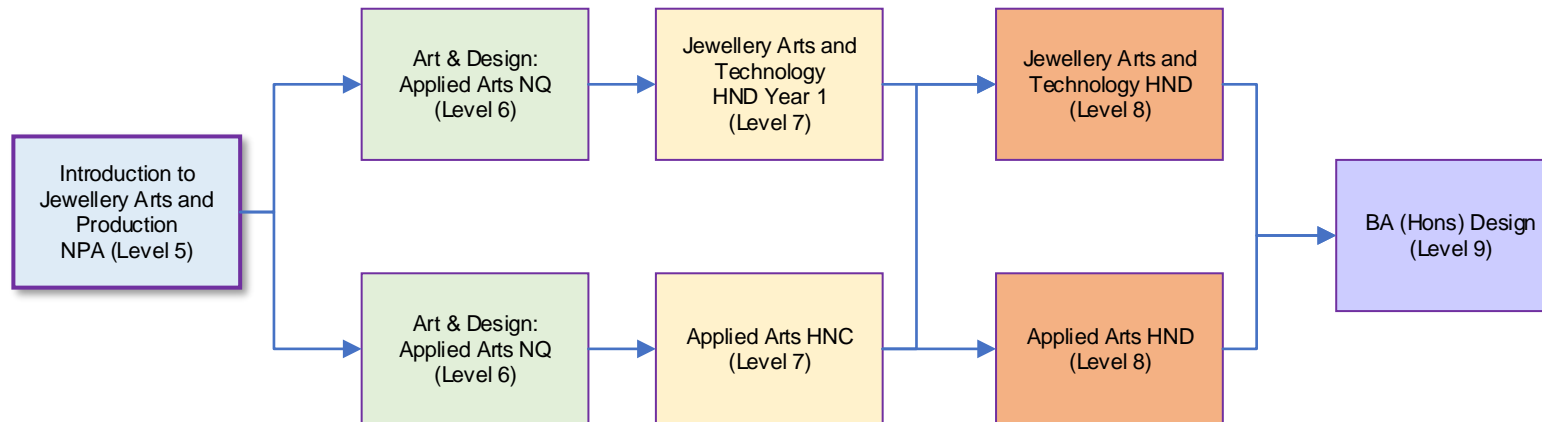 Introduction to
Jewellery Arts and
Production
NPA (Level 5)
Art & Design:
Applied Arts NQ
(Level 6)
Jewellery Arts and
Technology
HND Year 1
(Level 7)
Jewellery Arts and
Technology HND
(Level 8)
Art & Design:
Applied Arts NQ
(Level 6)
Applied Arts HNC
(Level 7)
Applied Arts HND
(Level 8)
BA (Hons) Design
(Level 9)